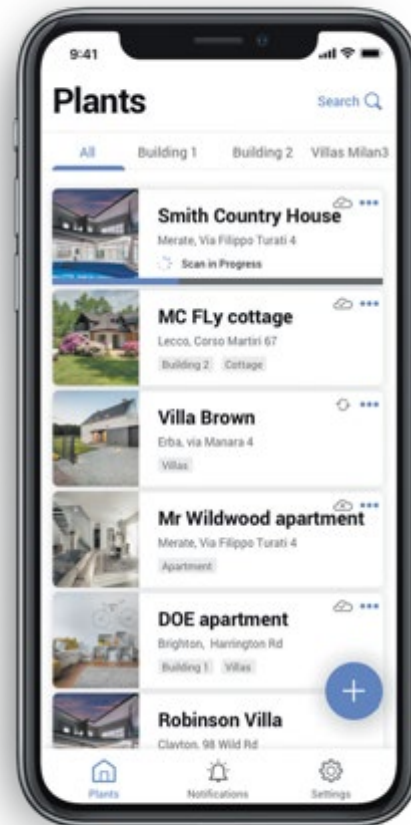 9:41
Plants
Search
All Building 1 Building 2 Villas Milan3
Smith Country House
Merate, Via Filippo Turati 4
Scan in Progress
MC FLy cottage
Lecco, Corso Martiri 67
Building 2 Cottage
Villa Brown
Erba, via Manara 4
Villas
Mr Wildwood apartment
Merate, Via Filippo Turati 4
Apartment
DOE apartment
Brighton, Harrington Rd
Building 1 Villas
Robinson Villa
Clayton, 98 Wild Rd
Plants Notifications Settings